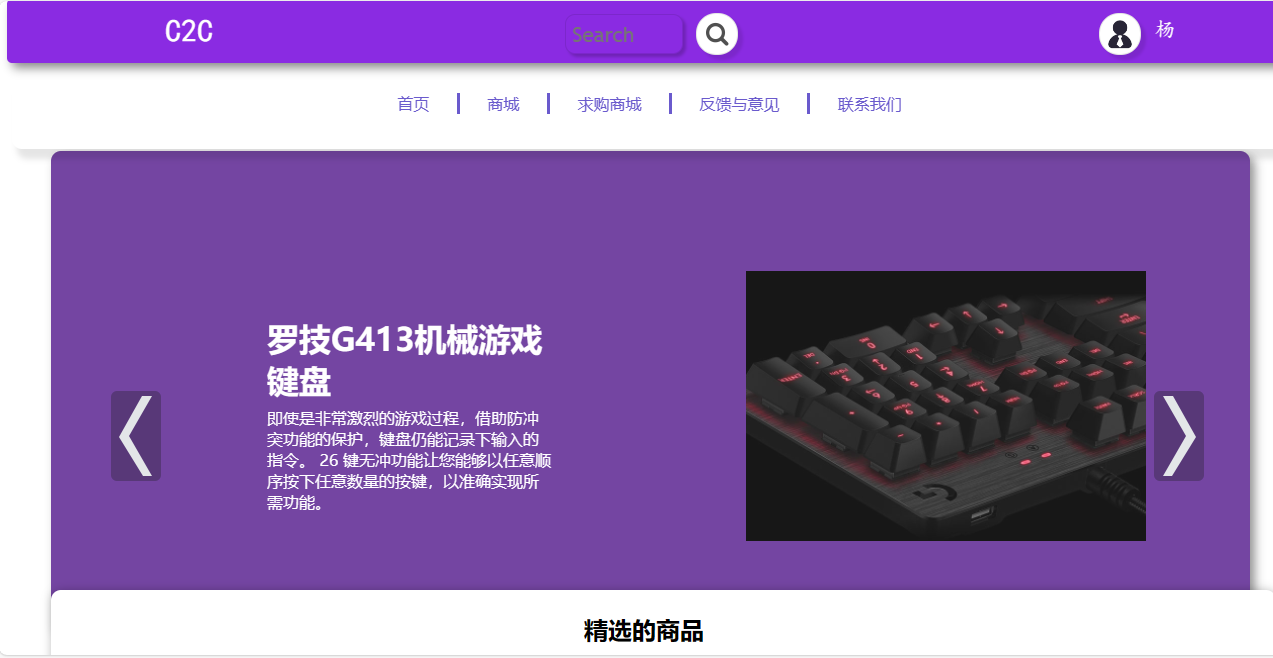 C2C
Search
杨
首页
商城
求购商城
反馈与意见
联系我们
罗技G413机械游戏
键盘
即使是非常激烈的游戏过程，借助防冲
突功能的保护，键盘仍能记录下输入的
指令。 26 键无冲功能让您能够以任意顺
序按下任意数量的按键，以准确实现所
需功能。
精选的商品